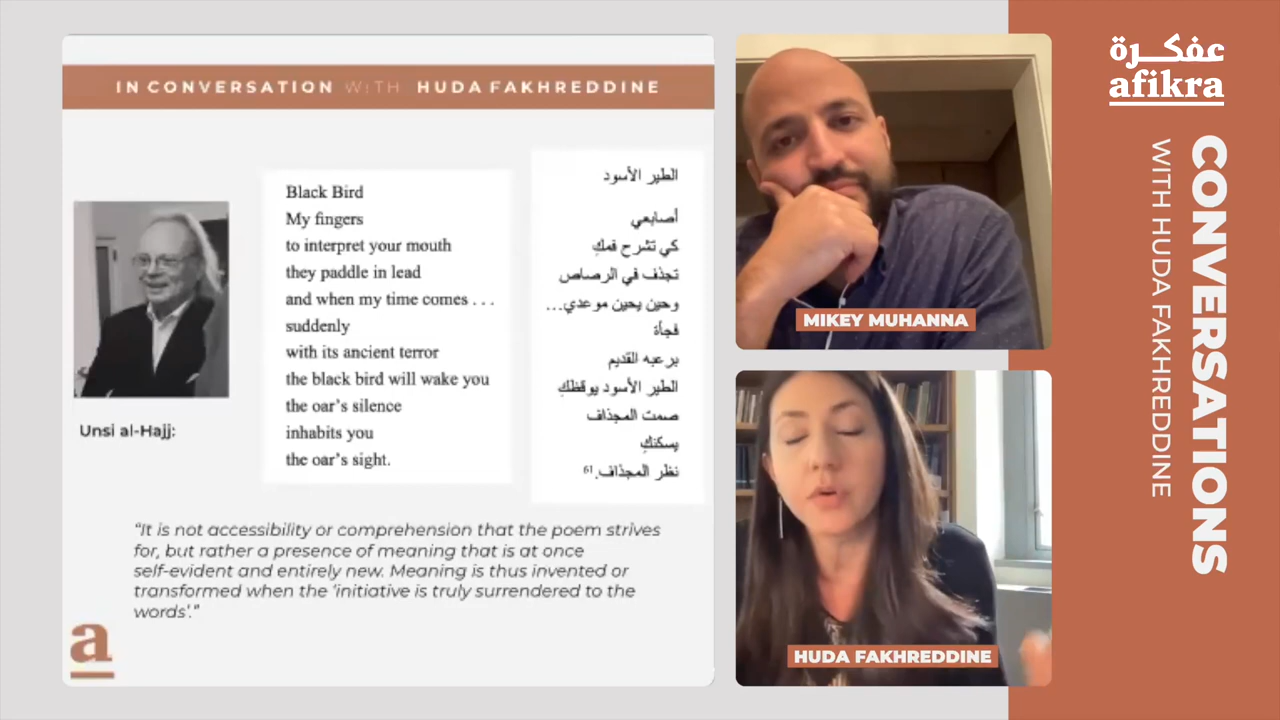 IN CONVERSATION WITH HUDA FAKHREDDINE
Black Bird
My fingers
to interpret your mouth
they paddle in lead
and when my time comes . . .
suddenly
with its ancient terror
the black bird will wake you
the oar's silence
inhabits you
the oar's sight.
الطير الأسود
أصابعي
كي تشرح فمكِ
تجذف في الرصاص
وحين يحين موعدي...
فجأة
برعبه القديم
الطير الأسود يوقظكِ
صمت المجذاف
يسكنكِ
نظر المجذاف.61
Unsi al-Hajj:
“It is not accessibility or comprehension that the poem strives
for, but rather a presence of meaning that is at once
self-evident and entirely new. Meaning is thus invented or
transformed when the ‘initiative is truly surrendered to the
words’.”
a
MIKEY MUHANNA
HUDA FAKHREDDINE
عفكرة
afikra
CONVERSATIONS
WITH HUDA FAKHREDDINE